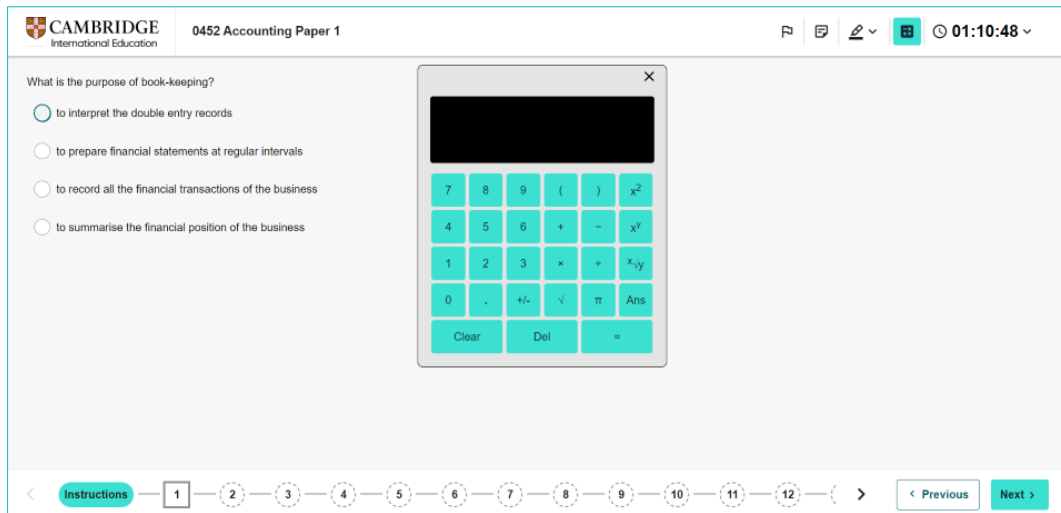 CAMBRIDGE
International Education
0452 Accounting Paper 1
01:10:48
What is the purpose of book-keeping?
to interpret the double entry records
to prepare financial statements at regular intervals
to record all the financial transactions of the business
to summarise the financial position of the business
7 8 9 ( ) x²
4 5 6 + − xʸ
1 2 3 × ÷ ˣ√y
0 . +/- √ π Ans
Clear Del =
Instructions 1 2 3 4 5 6 7 8 9 10 11 12
Previous Next